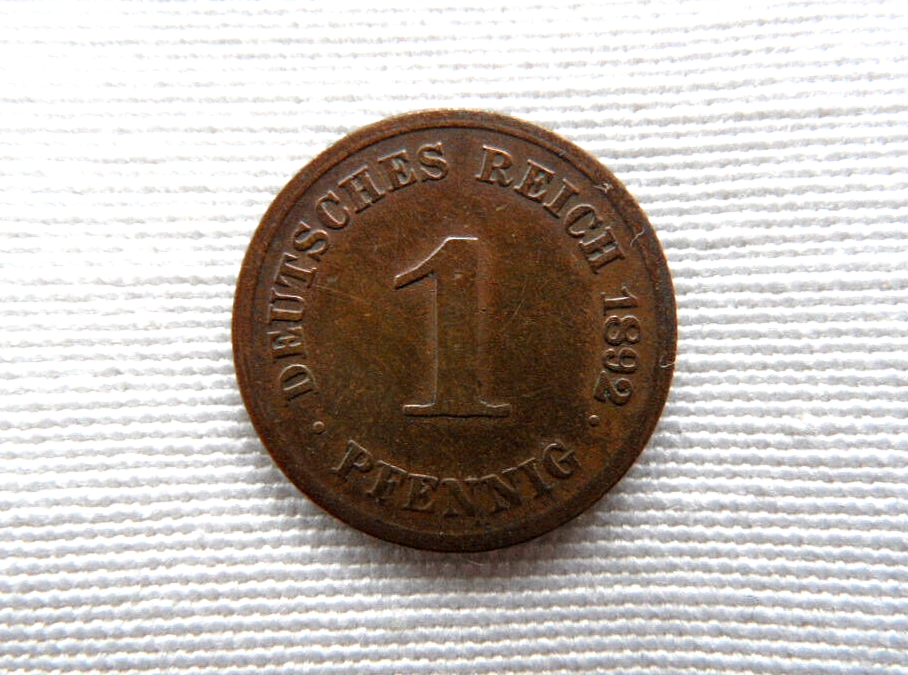 DEUTSCHES REICH 1892
1
· PFENNIG ·